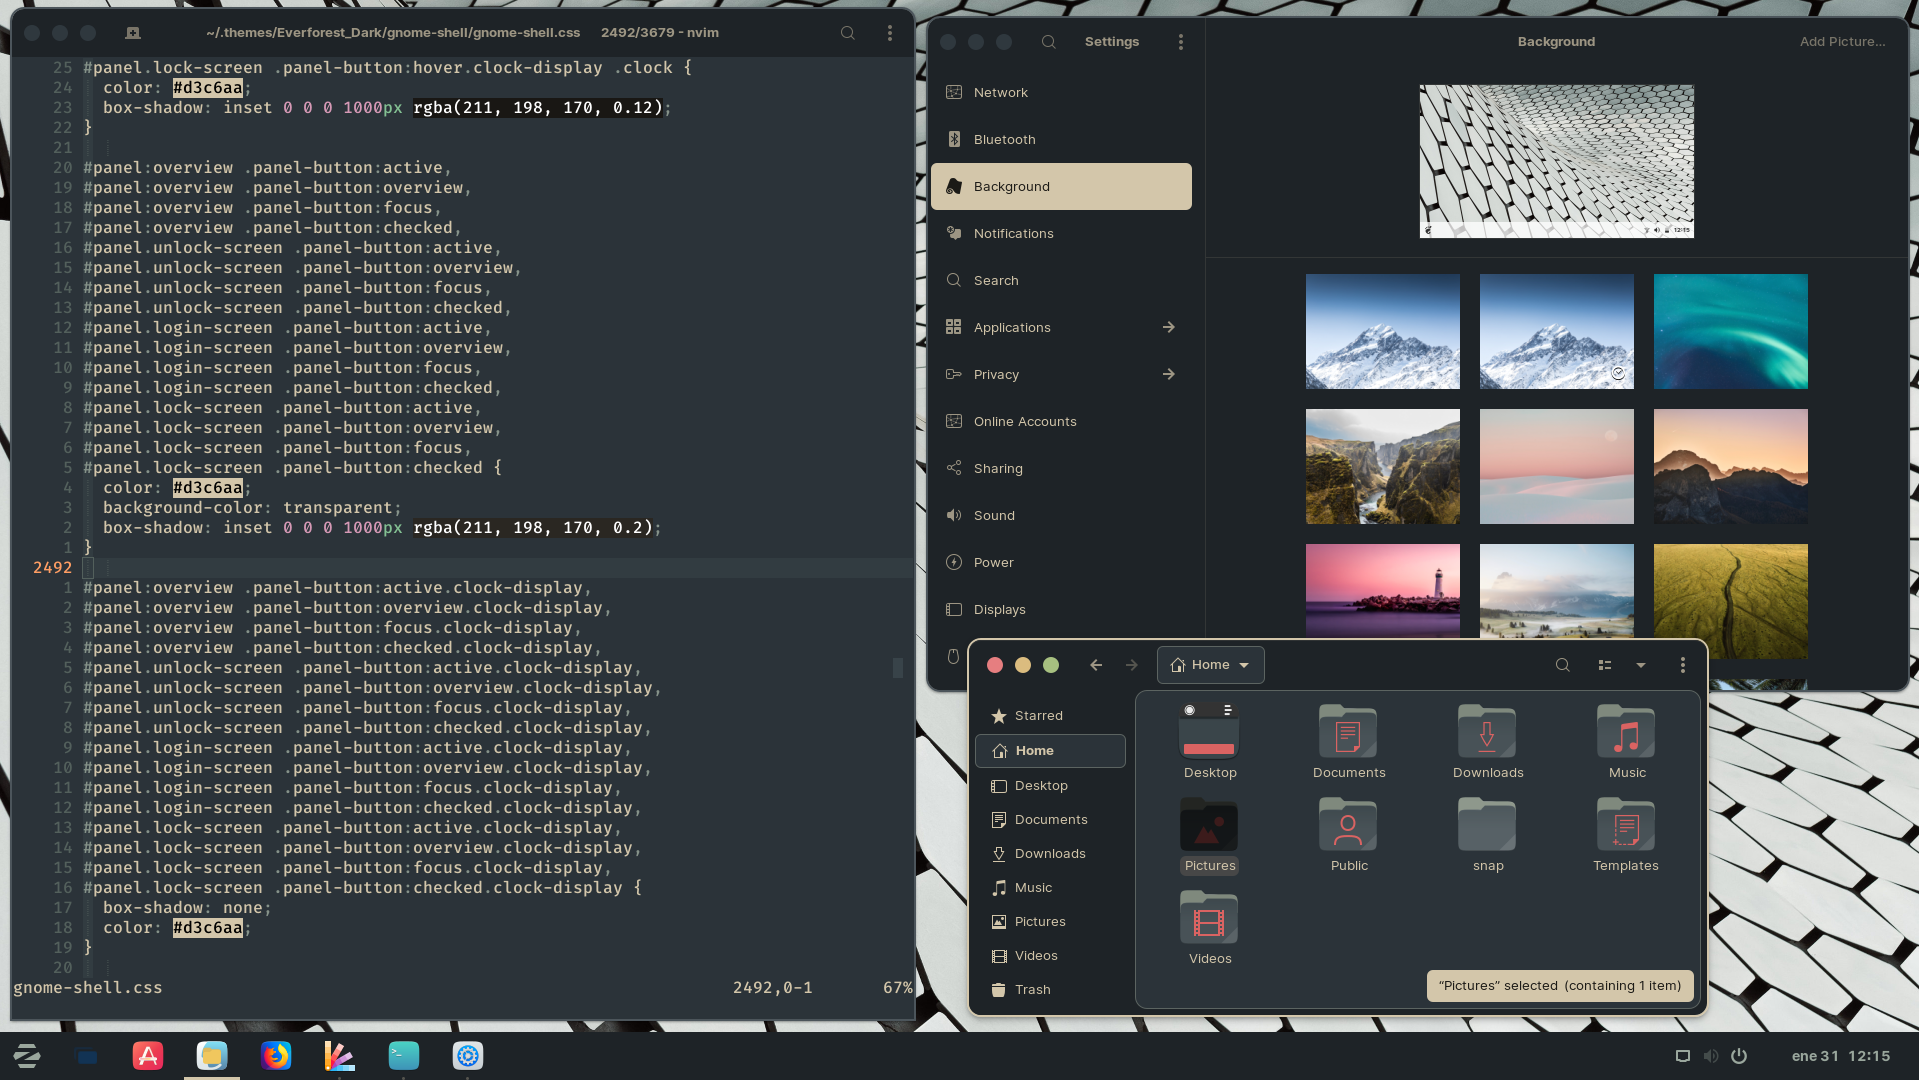 ~/.themes/Everforest_Dark/gnome-shell/gnome-shell.css 2492/3679 - nvim
25 #panel.lock-screen .panel-button:hover.clock-display .clock {
24 color: #d3c6aa;
23 box-shadow: inset 0 0 0 1000px rgba(211, 198, 170, 0.12);
22 }
21
20 #panel:overview .panel-button:active,
19 #panel:overview .panel-button:overview,
18 #panel:overview .panel-button:focus,
17 #panel:overview .panel-button:checked,
16 #panel.unlock-screen .panel-button:active,
15 #panel.unlock-screen .panel-button:overview,
14 #panel.unlock-screen .panel-button:focus,
13 #panel.unlock-screen .panel-button:checked,
12 #panel.login-screen .panel-button:active,
11 #panel.login-screen .panel-button:overview,
10 #panel.login-screen .panel-button:focus,
9 #panel.login-screen .panel-button:checked,
8 #panel.lock-screen .panel-button:active,
7 #panel.lock-screen .panel-button:overview,
6 #panel.lock-screen .panel-button:focus,
5 #panel.lock-screen .panel-button:checked {
4 color: #d3c6aa;
3 background-color: transparent;
2 box-shadow: inset 0 0 0 1000px rgba(211, 198, 170, 0.2);
1 }
2492
1 #panel:overview .panel-button:active.clock-display,
2 #panel:overview .panel-button:overview.clock-display,
3 #panel:overview .panel-button:focus.clock-display,
4 #panel:overview .panel-button:checked.clock-display,
5 #panel.unlock-screen .panel-button:active.clock-display,
6 #panel.unlock-screen .panel-button:overview.clock-display,
7 #panel.unlock-screen .panel-button:focus.clock-display,
8 #panel.unlock-screen .panel-button:checked.clock-display,
9 #panel.login-screen .panel-button:active.clock-display,
10 #panel.login-screen .panel-button:overview.clock-display,
11 #panel.login-screen .panel-button:focus.clock-display,
12 #panel.login-screen .panel-button:checked.clock-display,
13 #panel.lock-screen .panel-button:active.clock-display,
14 #panel.lock-screen .panel-button:overview.clock-display,
15 #panel.lock-screen .panel-button:focus.clock-display,
16 #panel.lock-screen .panel-button:checked.clock-display {
17 box-shadow: none;
18 color: #d3c6aa;
19 }
20
gnome-shell.css 2492,0-1 67%
Settings
Network
Bluetooth
Background
Notifications
Search
Applications
Privacy
Online Accounts
Sharing
Sound
Power
Displays
Background
Add Picture...
12:15
Home
Starred
Home
Desktop
Documents
Downloads
Music
Pictures
Videos
Trash
Desktop Documents Downloads Music
Pictures Public snap Templates
Videos
“Pictures” selected (containing 1 item)
ene 31 12:15